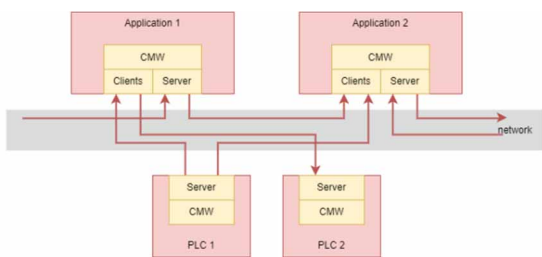 Application 1
Application 2
CMW
CMW
Clients
Server
Clients
Server
network
Server
Server
CMW
CMW
PLC 1
PLC 2